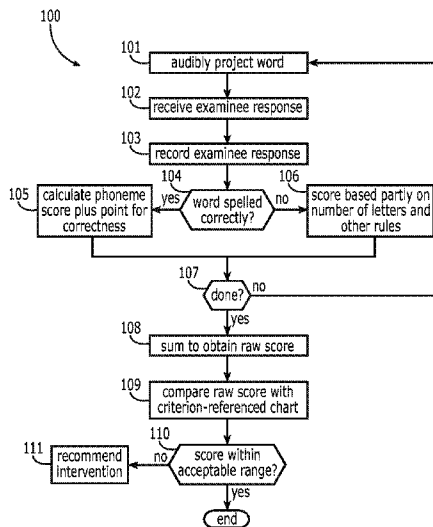 100
101
audibly project word
102
receive examinee response
103
record examinee response
104
word spelled
correctly?
yes
no
105
calculate phoneme
score plus point for
correctness
106
score based partly on
number of letters and
other rules
107
done?
no
yes
108
sum to obtain raw score
109
compare raw score with
criterion-referenced chart
110
score within
acceptable range?
no
yes
111
recommend
intervention
end